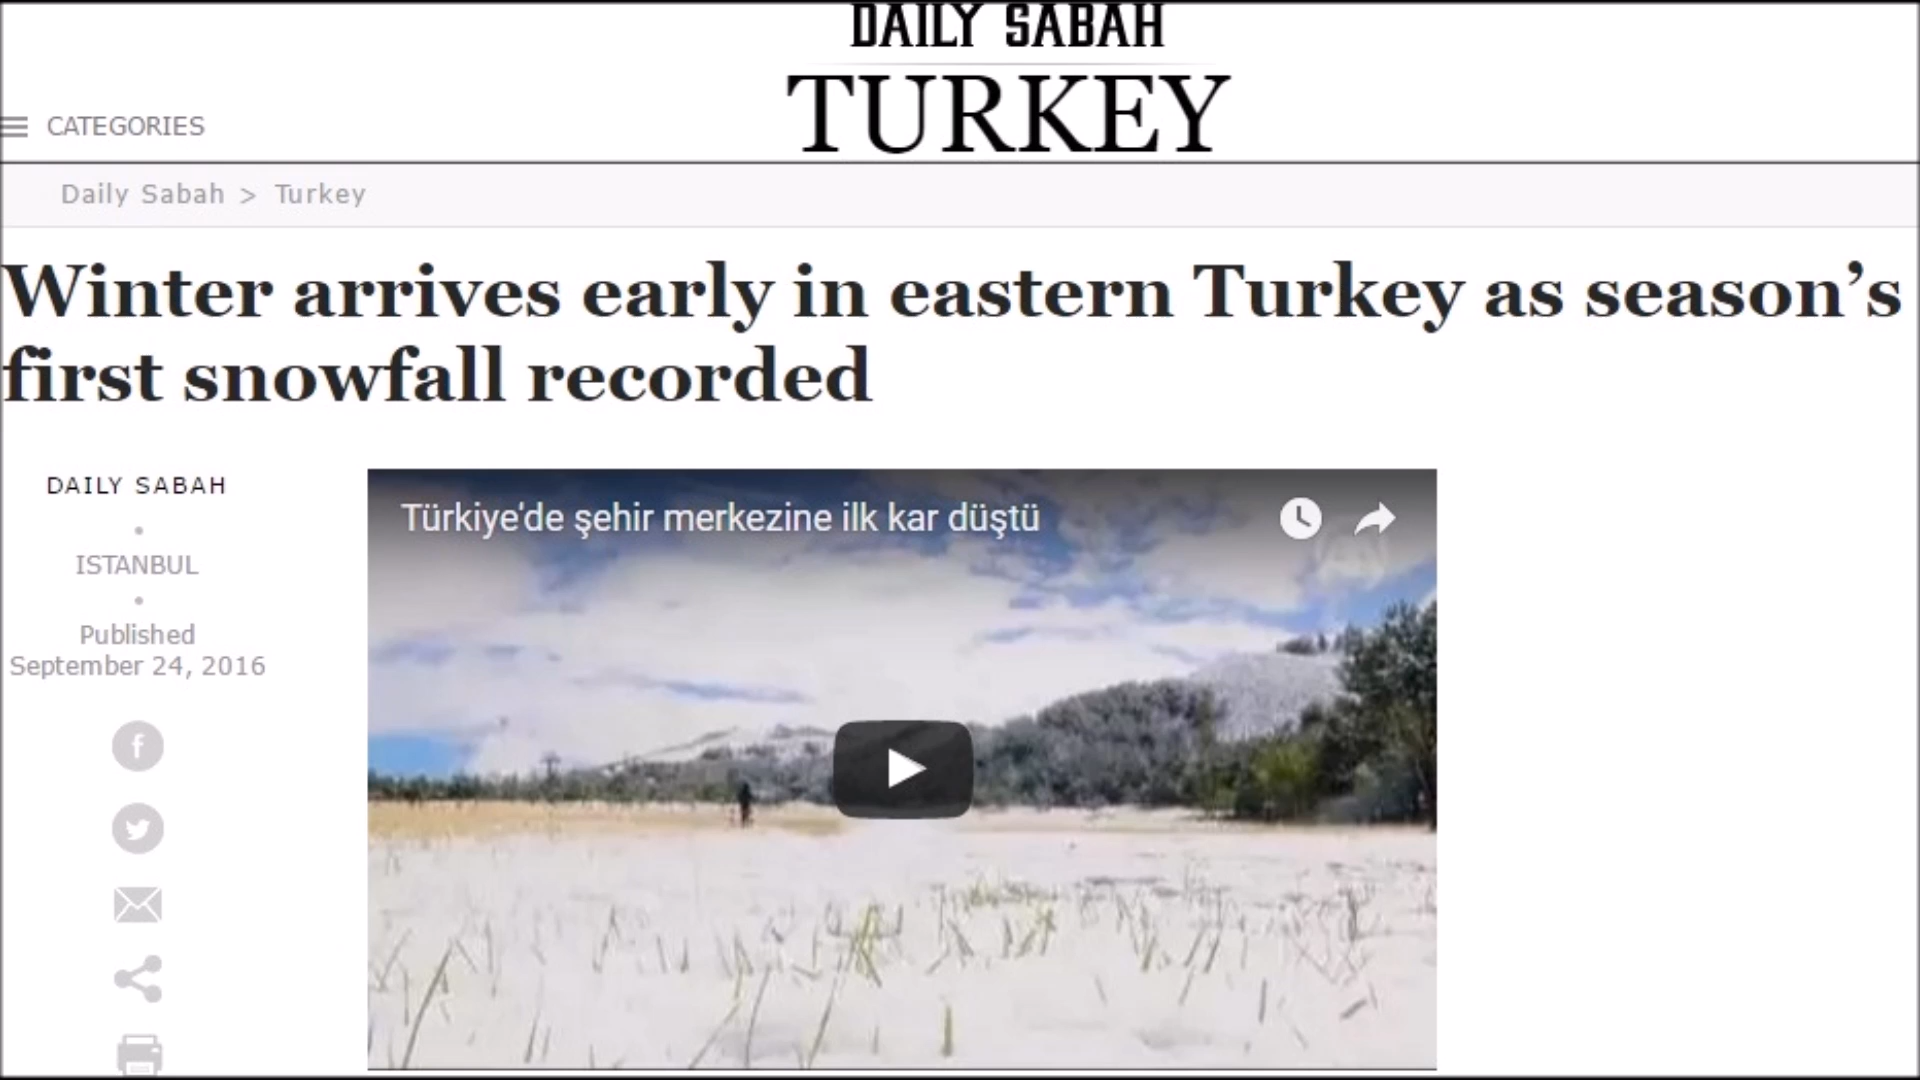 DAILY SABAH
TURKEY
CATEGORIES
Daily Sabah > Turkey
Winter arrives early in eastern Turkey as season’s
first snowfall recorded
DAILY SABAH
ISTANBUL
Published
September 24, 2016
Türkiye'de şehir merkezine ilk kar düştü